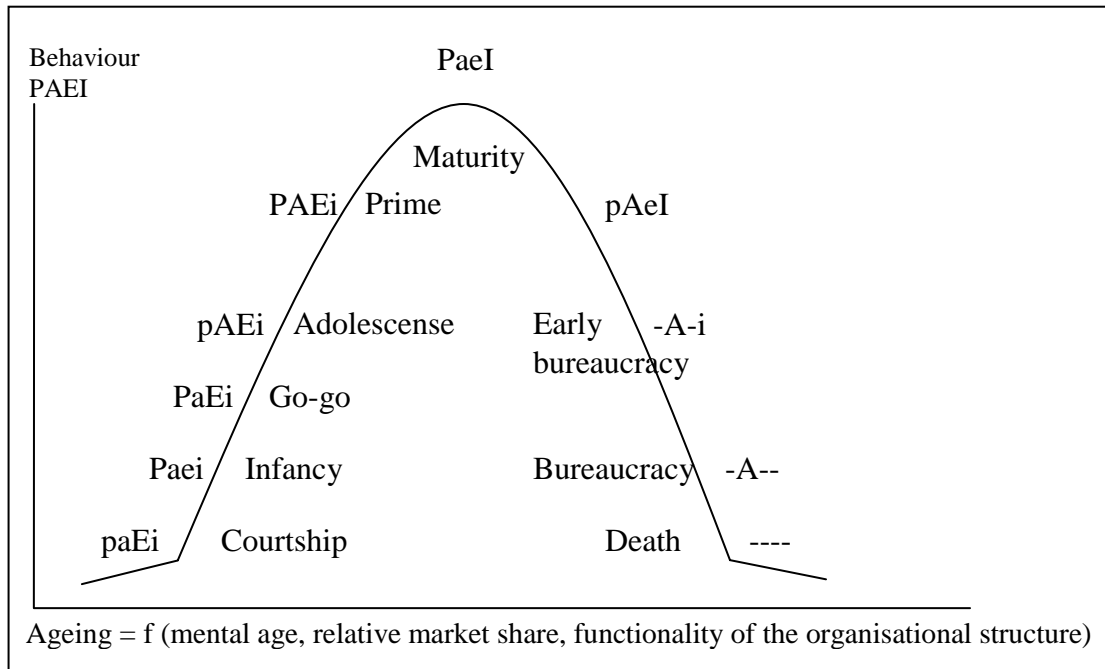 Behaviour
PAEI
PaeI
Maturity
PAEi Prime
pAeI
pAEi Adolescense
Early
bureaucracy
-A-i
PaEi Go-go
Paei Infancy
Bureaucracy -A--
paEi Courtship
Death ----
Ageing = f (mental age, relative market share, functionality of the organisational structure)